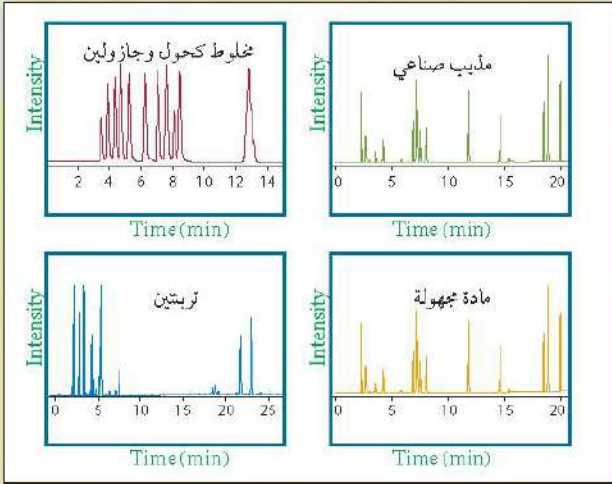 مخلوط كحول وجازولين
Intensity
2 4 6 8 10 12 14
Time (min)
مذيب صناعي
Intensity
0 5 10 15 20
Time (min)
تربنتين
Intensity
0 5 10 15 20 25
Time (min)
مادة مجهولة
Intensity
0 5 10 15 20
Time (min)